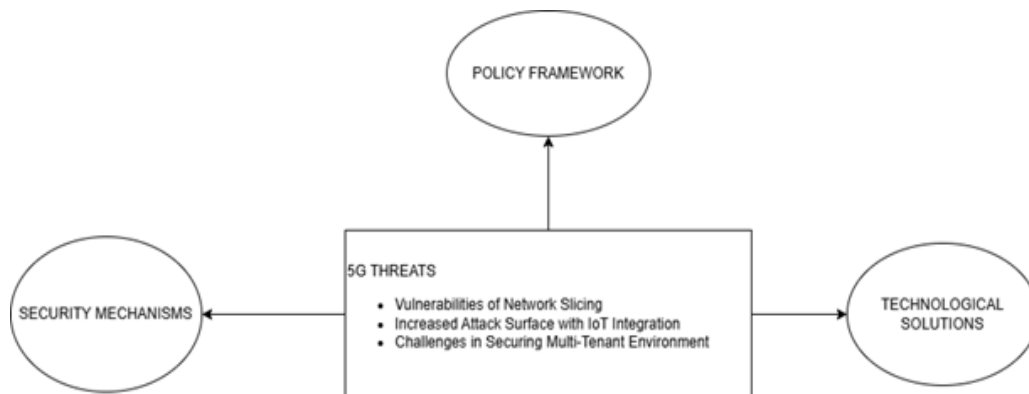 POLICY FRAMEWORK
5G THREATS
• Vulnerabilities of Network Slicing
• Increased Attack Surface with IoT Integration
• Challenges in Securing Multi-Tenant Environment
SECURITY MECHANISMS
TECHNOLOGICAL
SOLUTIONS